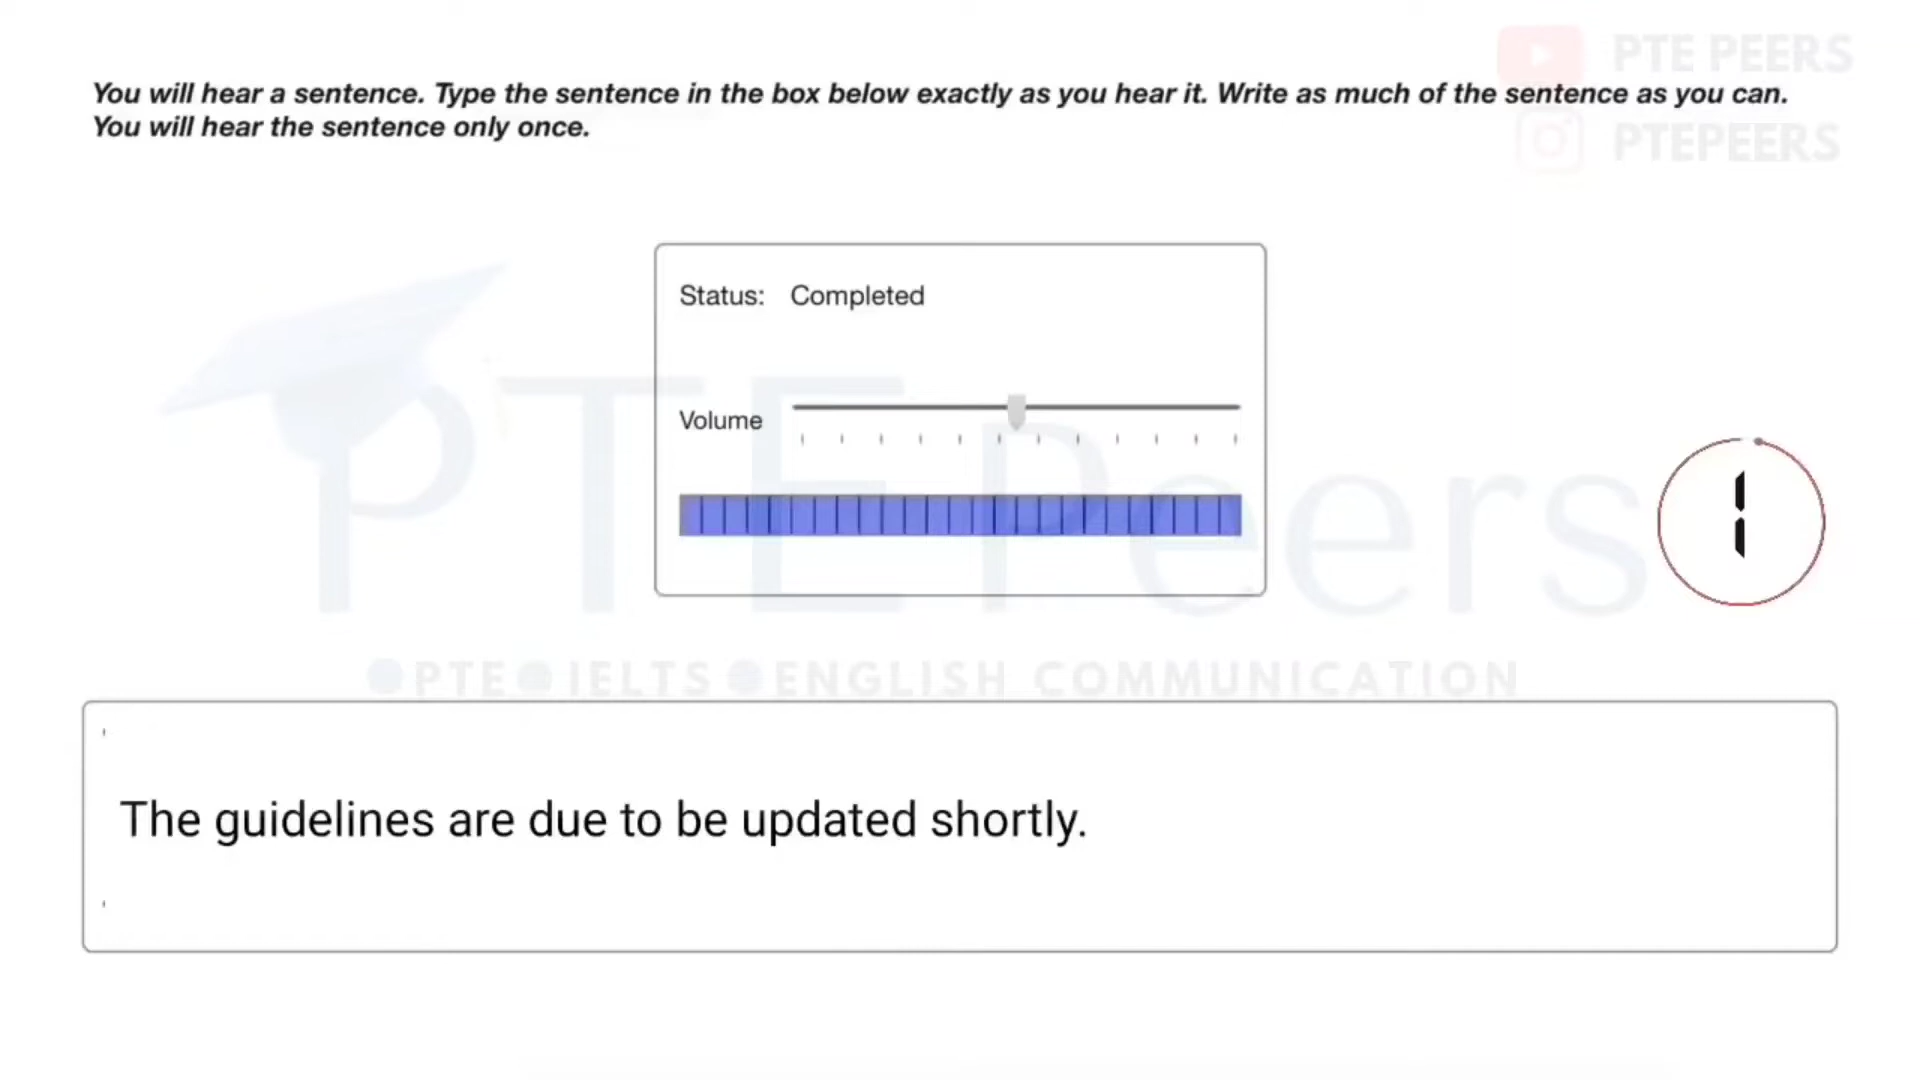 PTE PEERS
You will hear a sentence. Type the sentence in the box below exactly as you hear it. Write as much of the sentence as you can.
You will hear the sentence only once.
PTEPEERS
Status: Completed
Volume
1
PTE Peers
PTE IELTS ENGLISH COMMUNICATION
The guidelines are due to be updated shortly.